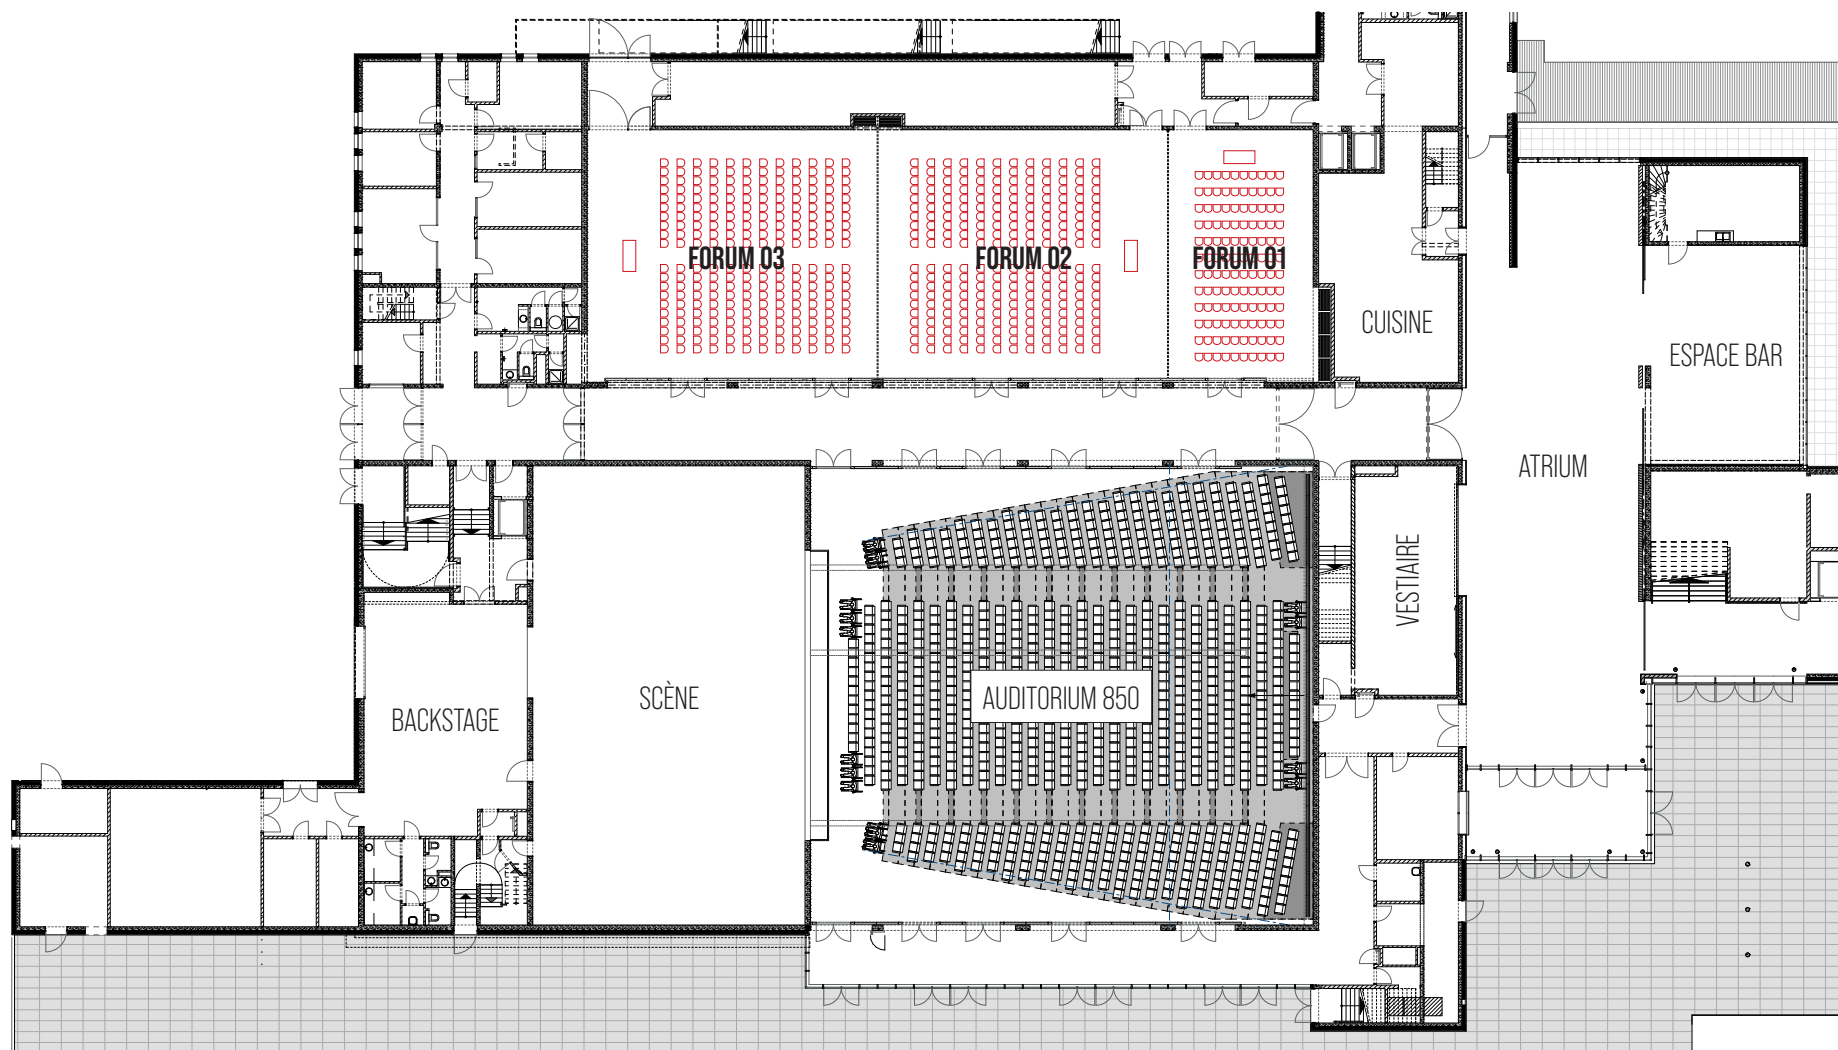 FORUM 03
FORUM 02
FORUM 01
CUISINE
ESPACE BAR
ATRIUM
VESTIAIRE
SCÈNE
AUDITORIUM 850
BACKSTAGE